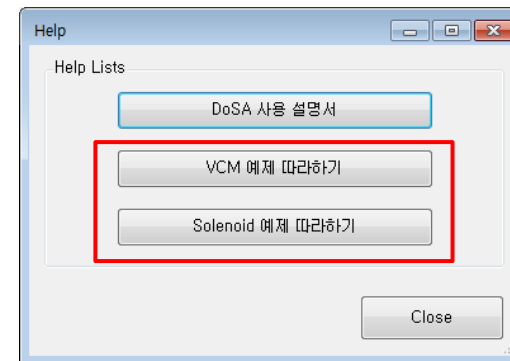 Help
Help Lists
DoSA 사용 설명서
VCM 예제 따라하기
Solenoid 예제 따라하기
Close